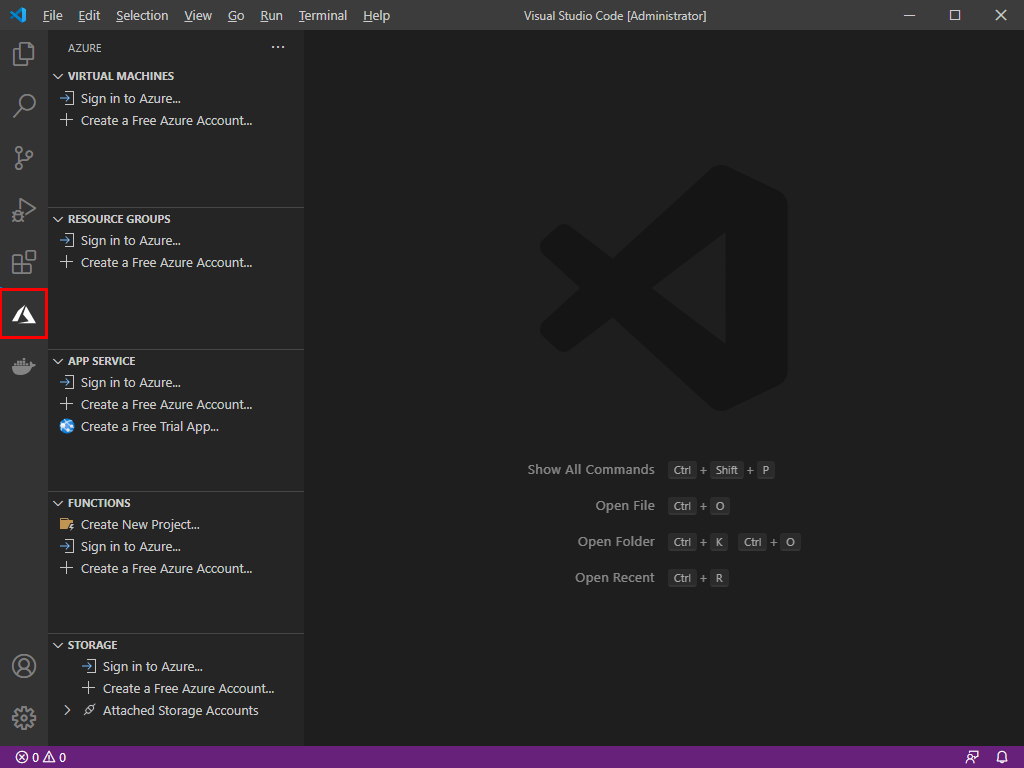 File Edit Selection View Go Run Terminal Help Visual Studio Code [Administrator]
AZURE
VIRTUAL MACHINES
Sign in to Azure...
Create a Free Azure Account...
RESOURCE GROUPS
Sign in to Azure...
Create a Free Azure Account...
APP SERVICE
Sign in to Azure...
Create a Free Azure Account...
Create a Free Trial App...
FUNCTIONS
Create New Project...
Sign in to Azure...
Create a Free Azure Account...
STORAGE
Sign in to Azure...
Create a Free Azure Account...
Attached Storage Accounts
Show All Commands Ctrl + Shift + P
Open File Ctrl + O
Open Folder Ctrl + K Ctrl + O
Open Recent Ctrl + R
0 0